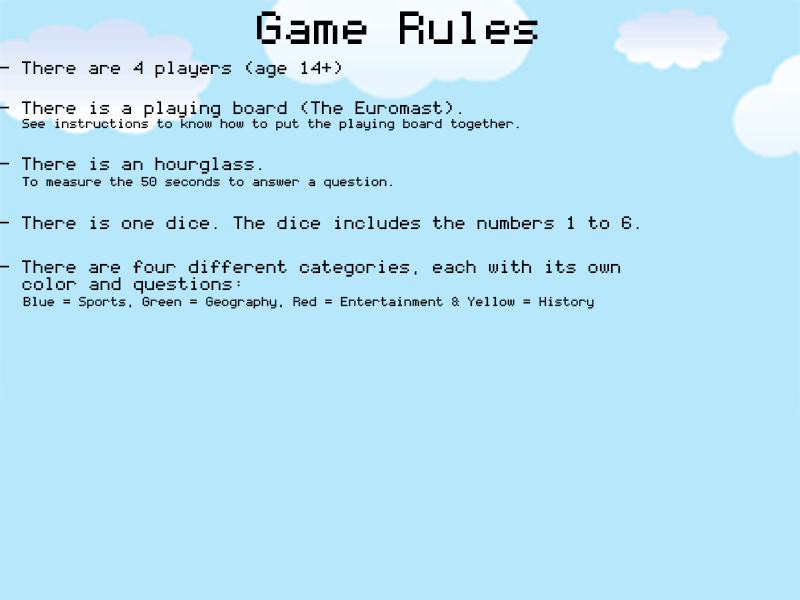 Game Rules
- There are 4 players (age 14+)
- There is a playing board (The Euromast).
See instructions to know how to put the playing board together.
- There is an hourglass.
To measure the 50 seconds to answer a question.
- There is one dice. The dice includes the numbers 1 to 6.
- There are four different categories, each with its own
color and questions:
Blue = Sports, Green = Geography, Red = Entertainment & Yellow = History